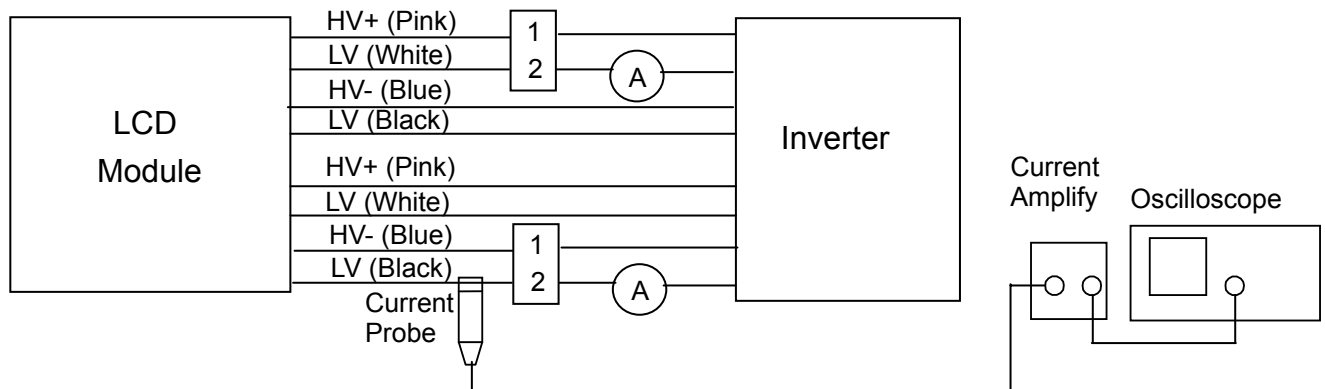 HV+ (Pink)
1
LV (White)
2
A
HV- (Blue)
LV (Black)
LCD
Module
Inverter
HV+ (Pink)
LV (White)
HV- (Blue)
1
LV (Black)
2
A
Current
Probe
Current
Amplify
Oscilloscope